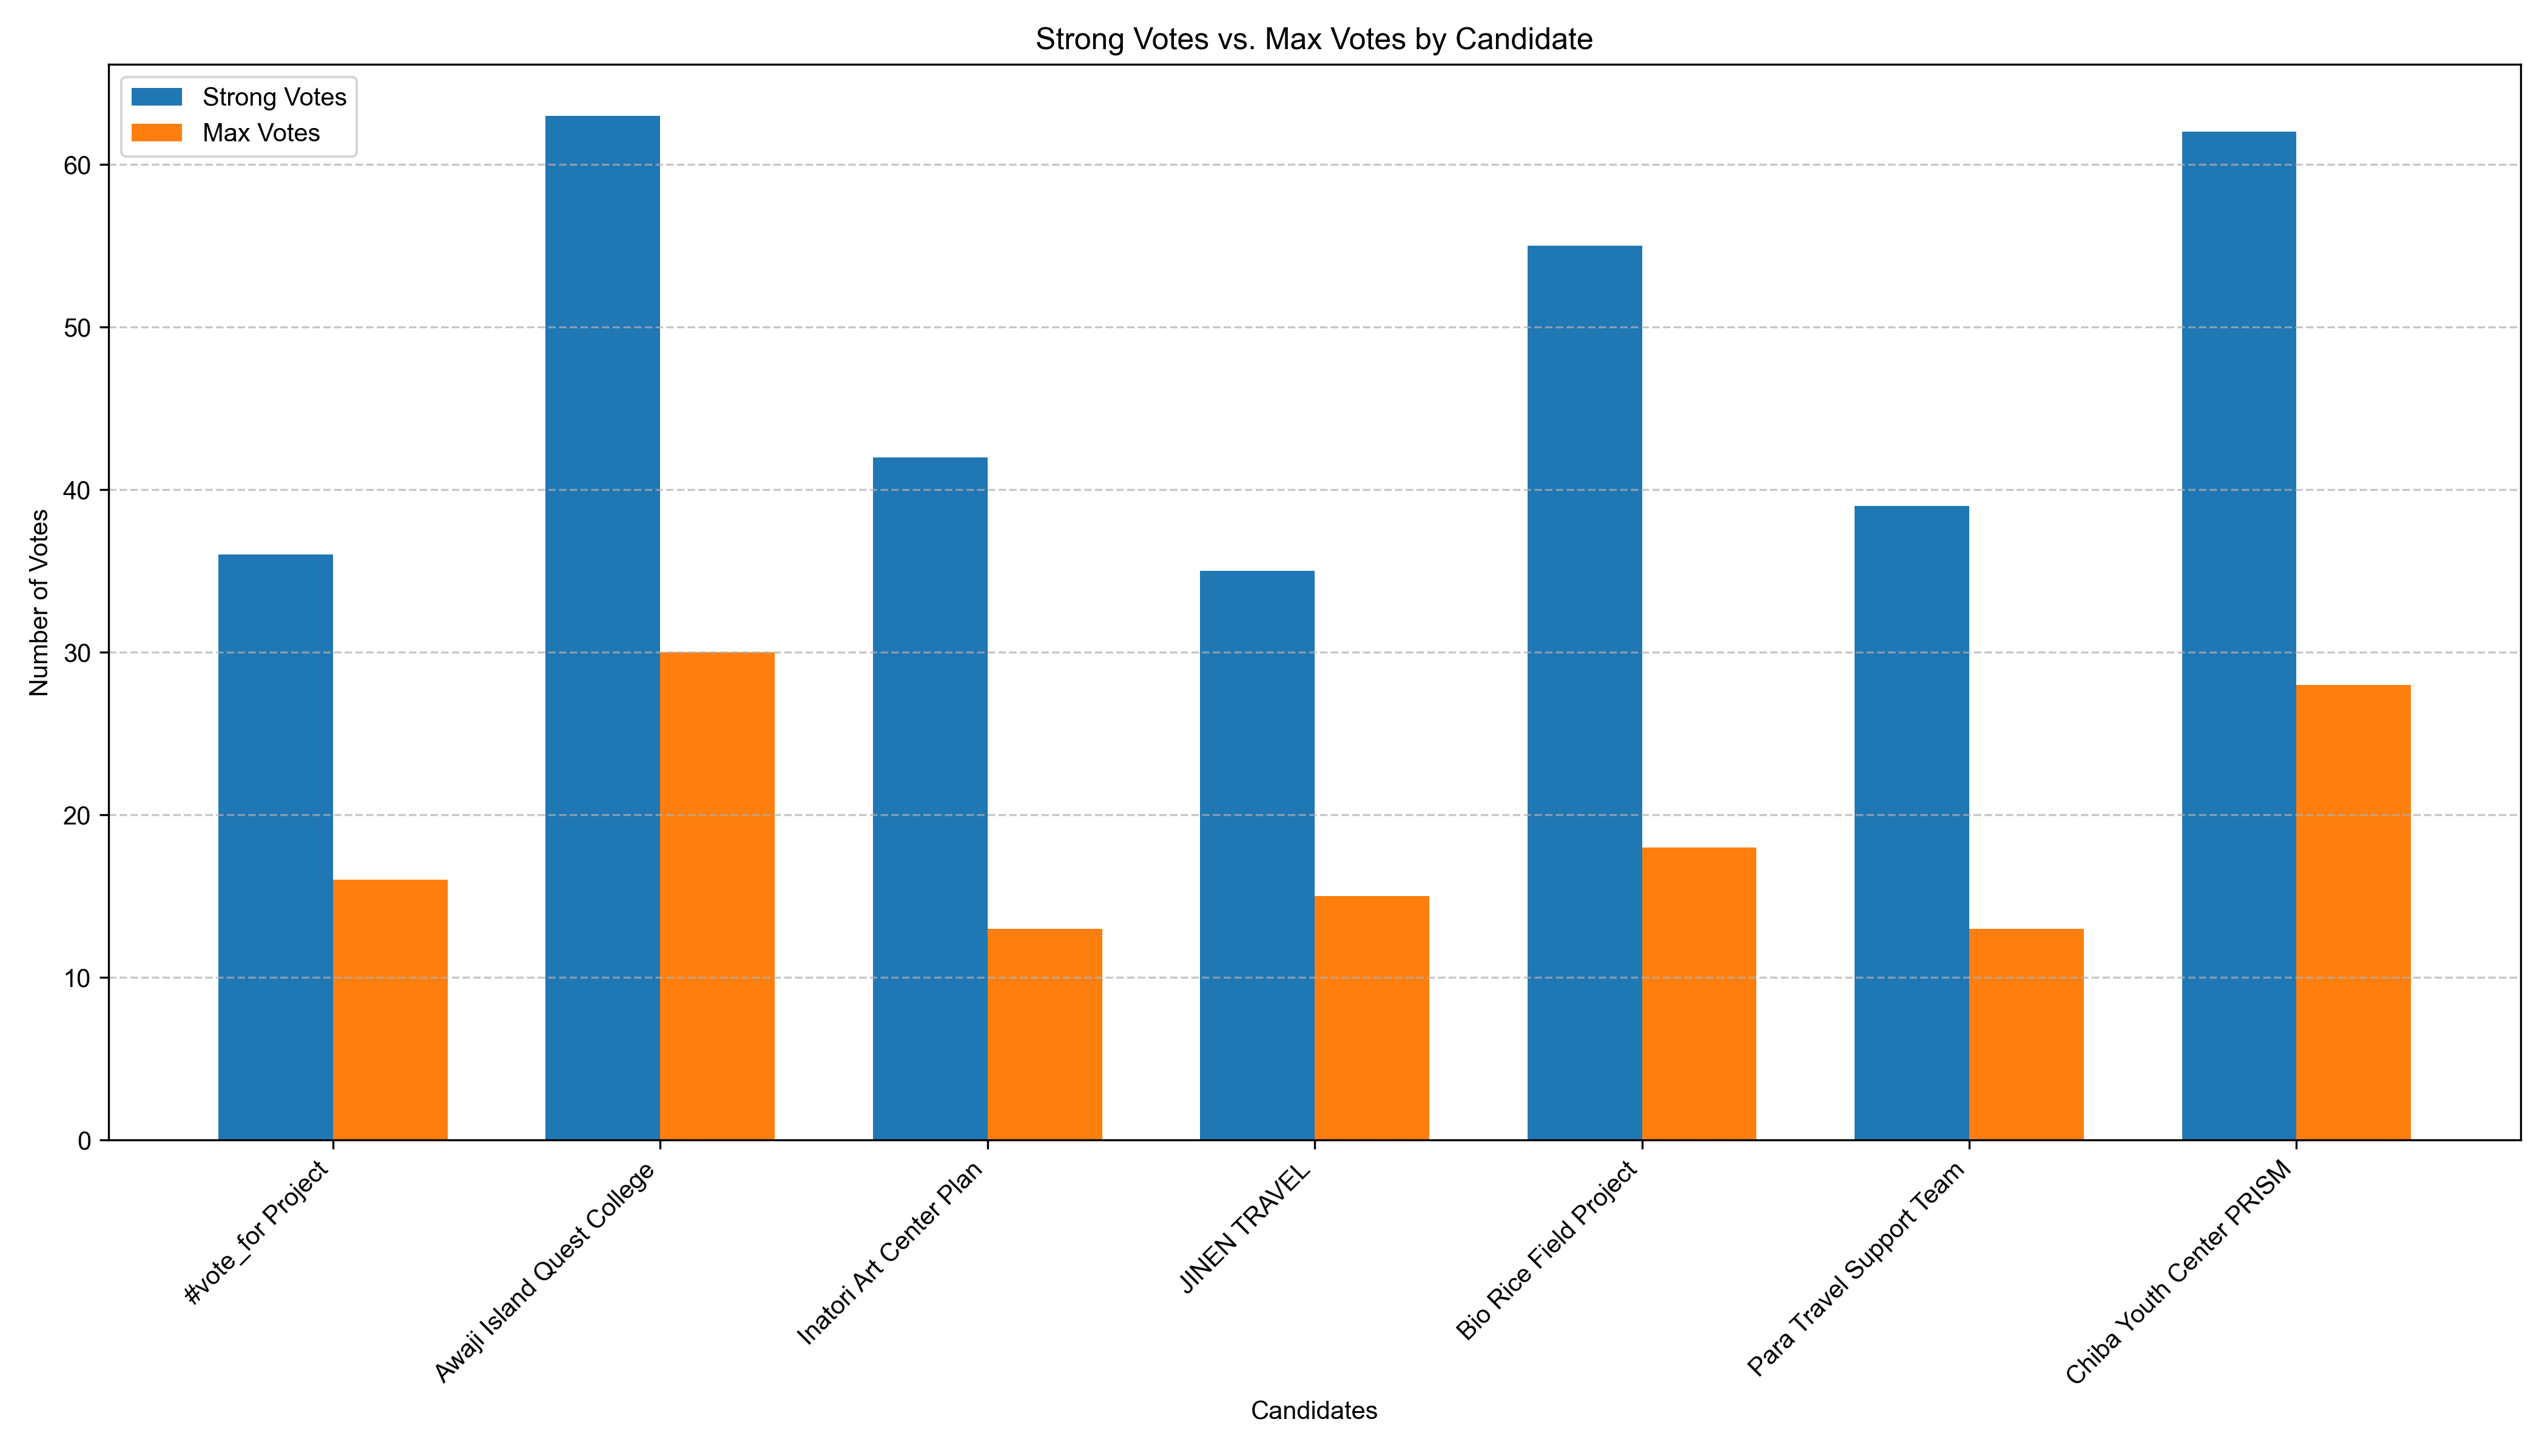 Strong Votes vs. Max Votes by Candidate
Strong Votes
Max Votes
Number of Votes
60
50
40
30
20
10
0
#vote_for Project
Awaji Island Quest College
Inatori Art Center Plan
JINEN TRAVEL
Bio Rice Field Project
Para Travel Support Team
Chiba Youth Center PRISM
Candidates